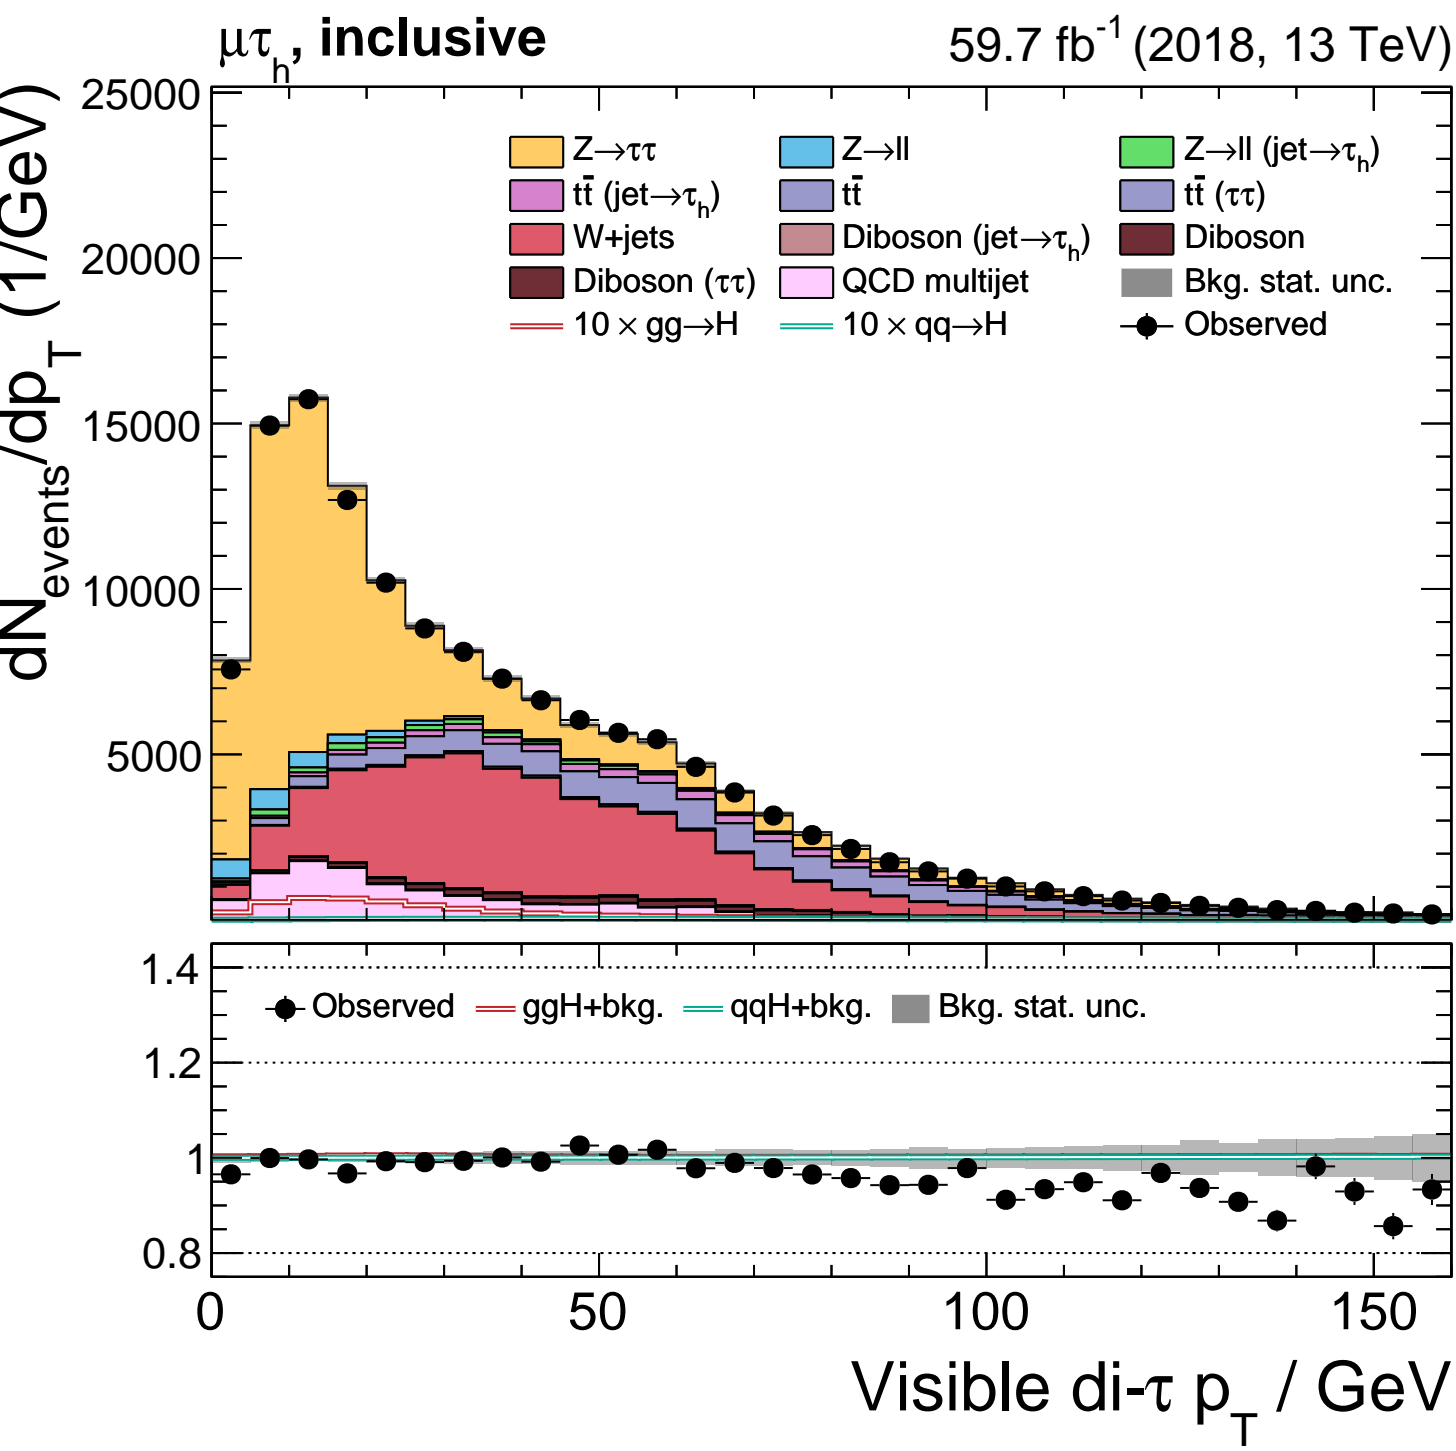 μτh, inclusive
59.7 fb-1 (2018, 13 TeV)
dNevents/dpT (1/GeV)
25000
20000
15000
10000
5000
Z→ττ
Z→ll
Z→ll (jet→τh)
tt̄ (jet→τh)
tt̄
tt̄ (ττ)
W+jets
Diboson (jet→τh)
Diboson
Diboson (ττ)
QCD multijet
Bkg. stat. unc.
10 × gg→H
10 × qq→H
Observed
1.4
1.2
1
0.8
Observed
ggH+bkg.
qqH+bkg.
Bkg. stat. unc.
0
50
100
150
Visible di-τ pT / GeV